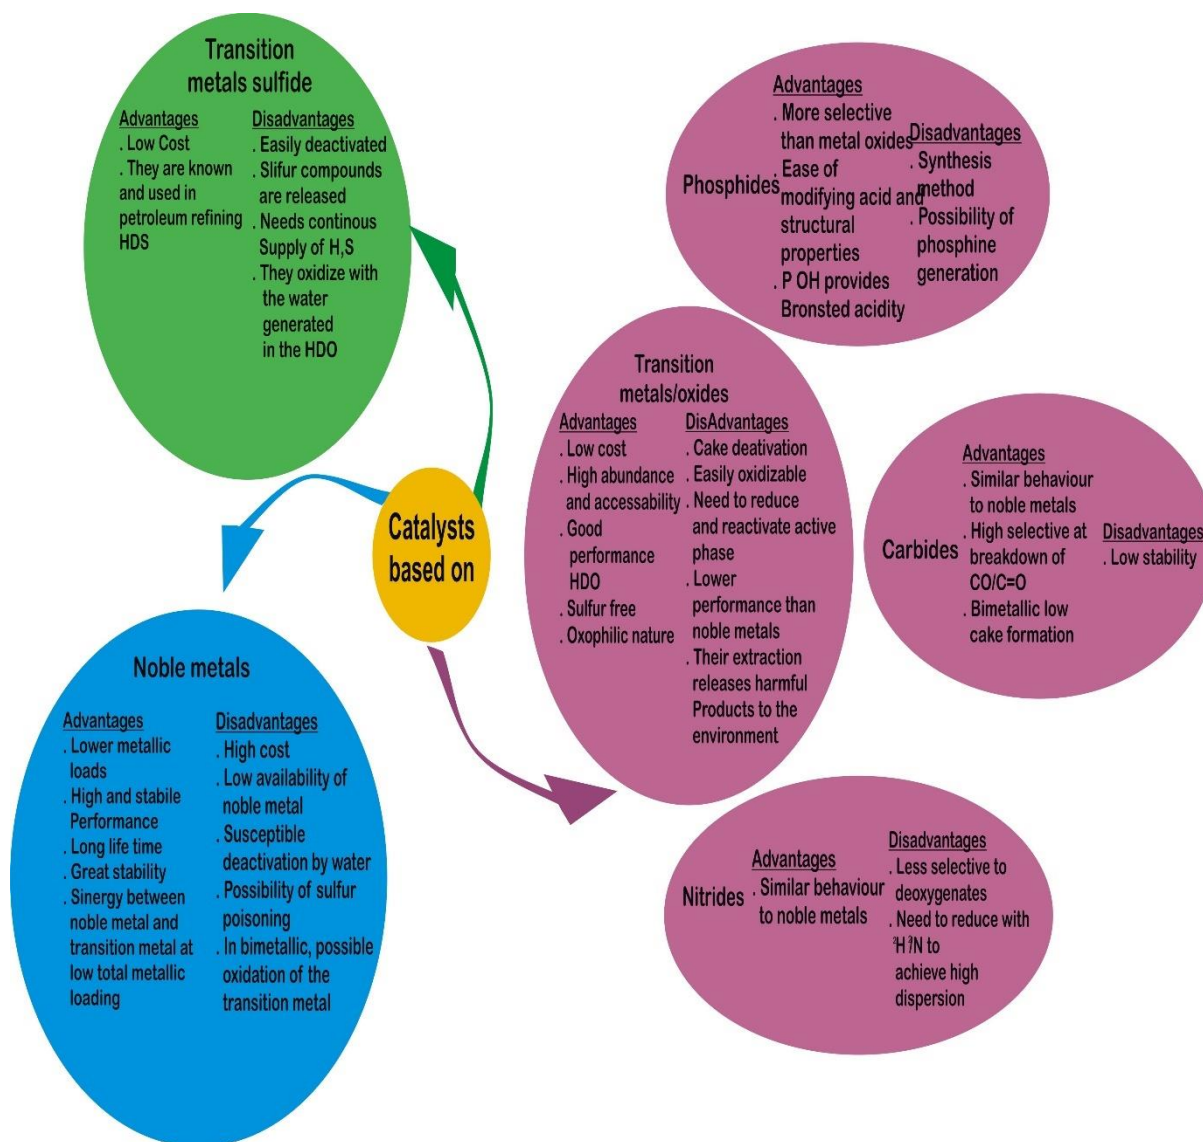 Transition
metals sulfide
Advantages
. Low Cost
. They are known
and used in
petroleum refining
HDS
Disadvantages
. Easily deactivated
. Slifur compounds
are released
. Needs continous
Supply of H,S
. They oxidize with
the water
generated
in the HDO
Phosphides
Advantages
. More selective
than metal oxides
. Ease of
modifying acid and
structural
properties
. P OH provides
Bronsted acidity
Disadvantages
. Synthesis
method
. Possibility of
phosphine
generation
Transition
metals/oxides
Advantages
. Low cost
. High abundance
and accessability
. Good
performance
HDO
. Sulfur free
. Oxophilic nature
DisAdvantages
. Cake deativation
. Easily oxidizable
. Need to reduce
and reactivate active
phase
. Lower
performance than
noble metals
. Their extraction
releases harmful
Products to the
environment
Carbides
Advantages
. Similar behaviour
to noble metals
. High selective at
breakdown of
CO/C=O
. Bimetallic low
cake formation
Disadvantages
. Low stability
Catalysts
based on
Noble metals
Advantages
. Lower metallic
loads
. High and stabile
Performance
. Long life time
. Great stability
. Sinergy between
noble metal and
transition metal at
low total metallic
loading
Disadvantages
. High cost
. Low availability of
noble metal
. Susceptible
deactivation by water
. Possibility of sulfur
poisoning
. In bimetallic, possible
oxidation of the
transition metal
Nitrides
Advantages
. Similar behaviour
to noble metals
Disadvantages
. Less selective to
deoxygenates
. Need to reduce with
²H ³/N to
achieve high
dispersion